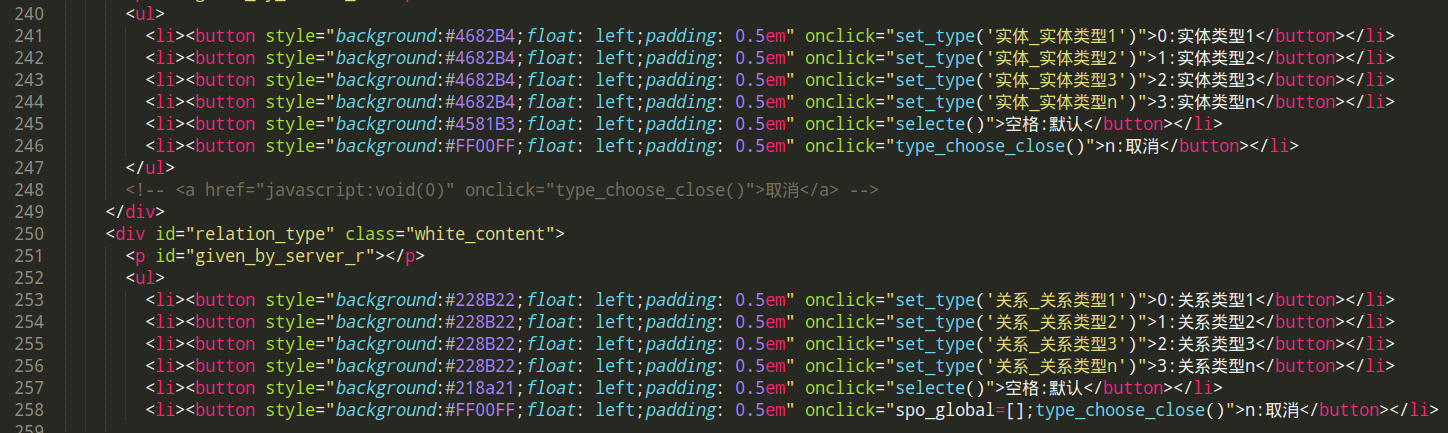 240 <ul>
241 <li><button style="background:#4682B4;float: left;padding: 0.5em" onclick="set_type('实体_实体类型1')">0:实体类型1</button></li>
242 <li><button style="background:#4682B4;float: left;padding: 0.5em" onclick="set_type('实体_实体类型2')">1:实体类型2</button></li>
243 <li><button style="background:#4682B4;float: left;padding: 0.5em" onclick="set_type('实体_实体类型3')">2:实体类型3</button></li>
244 <li><button style="background:#4682B4;float: left;padding: 0.5em" onclick="set_type('实体_实体类型n')">3:实体类型n</button></li>
245 <li><button style="background:#4581B3;float: left;padding: 0.5em" onclick="selecte()">空格:默认</button></li>
246 <li><button style="background:#FF00FF;float: left;padding: 0.5em" onclick="type_choose_close()">n:取消</button></li>
247 </ul>
248 <!-- <a href="javascript:void(0)" onclick="type_choose_close()">取消</a> -->
249 </div>
250 <div id="relation_type" class="white_content">
251 <p id="given_by_server_r"></p>
252 <ul>
253 <li><button style="background:#228B22;float: left;padding: 0.5em" onclick="set_type('关系_关系类型1')">0:关系类型1</button></li>
254 <li><button style="background:#228B22;float: left;padding: 0.5em" onclick="set_type('关系_关系类型2')">1:关系类型2</button></li>
255 <li><button style="background:#228B22;float: left;padding: 0.5em" onclick="set_type('关系_关系类型3')">2:关系类型3</button></li>
256 <li><button style="background:#228B22;float: left;padding: 0.5em" onclick="set_type('关系_关系类型n')">3:关系类型n</button></li>
257 <li><button style="background:#218a21;float: left;padding: 0.5em" onclick="selecte()">空格:默认</button></li>
258 <li><button style="background:#FF00FF;float: left;padding: 0.5em" onclick="spo_global=[];type_choose_close()">n:取消</button></li>